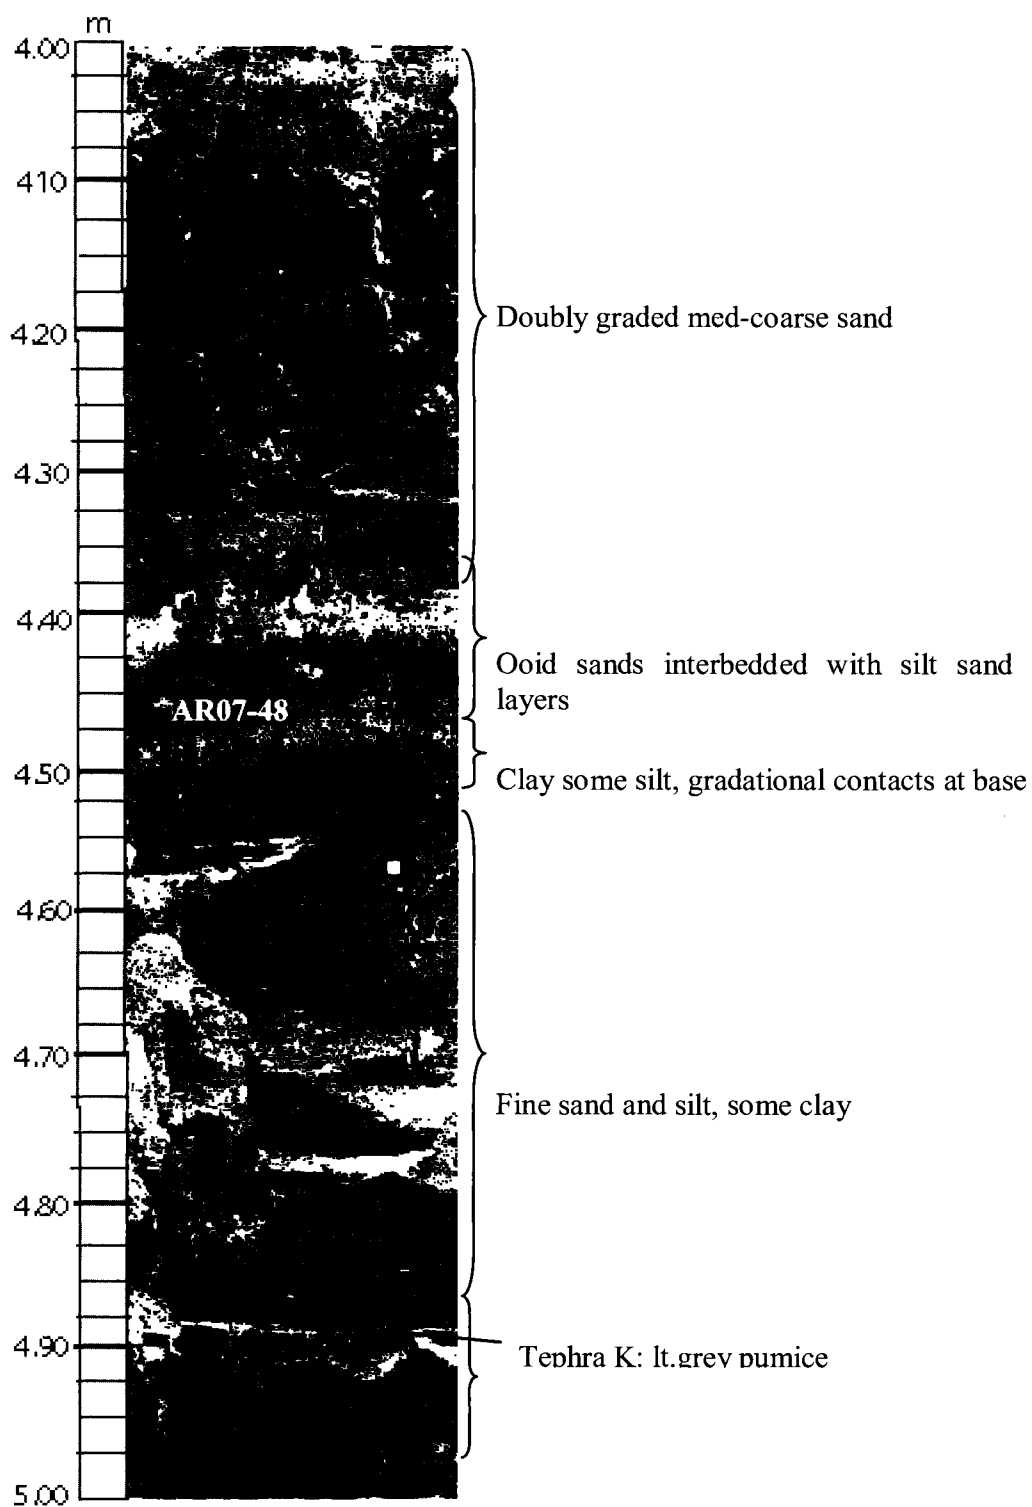 m
4.00
Doubly graded med-coarse sand
4.10
4.20
4.30
4.40
Ooid sands interbedded with silt sand
layers
AR07-48
4.50
Clay some silt, gradational contacts at base
4.60
4.70
Fine sand and silt, some clay
4.80
4.90
Tephra K: lt.grey pumice
5.00